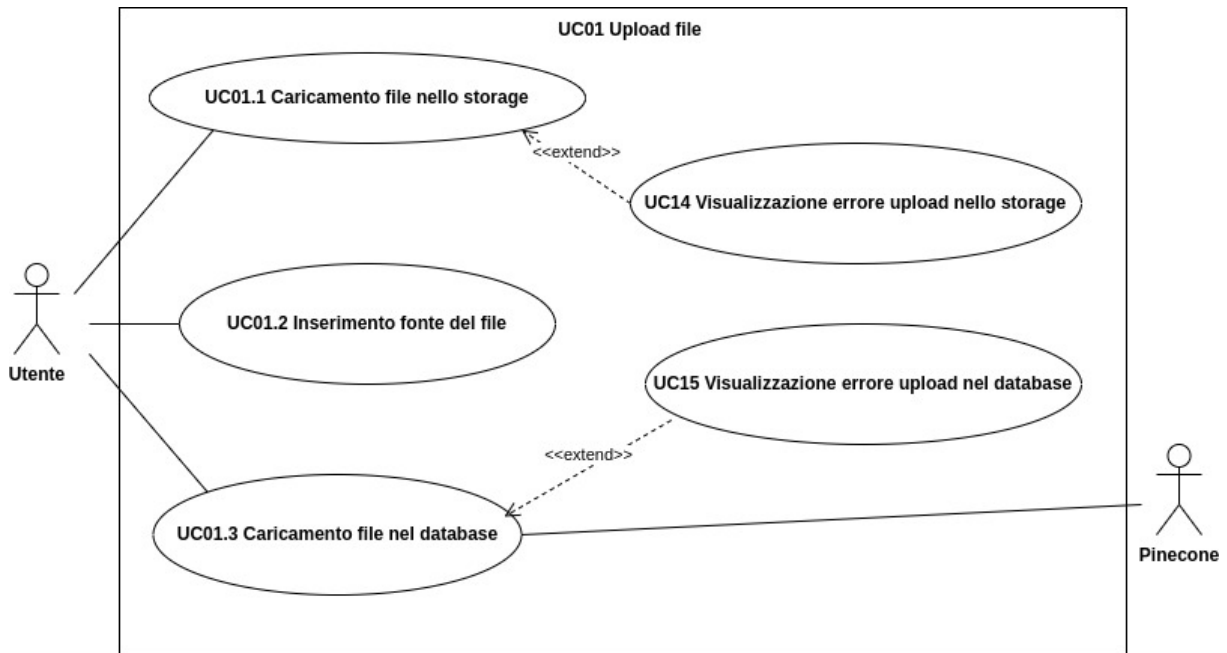 UC01 Upload file
UC01.1 Caricamento file nello storage
<<extend>>
UC14 Visualizzazione errore upload nello storage
UC01.2 Inserimento fonte del file
Utente
UC15 Visualizzazione errore upload nel database
<<extend>>
UC01.3 Caricamento file nel database
Pinecone